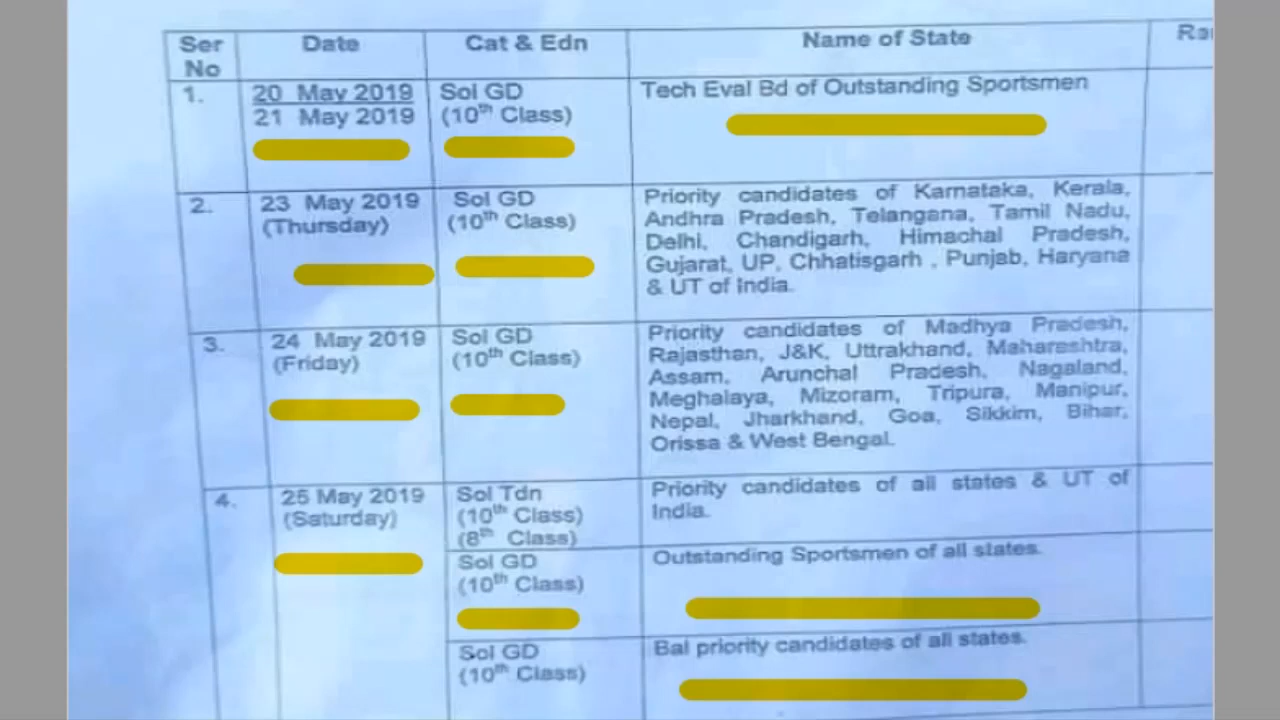 Ser No
Date
Cat & Edn
Name of State
1.
20 May 2019
21 May 2019
Sol GD
(10th Class)
Tech Eval Bd of Outstanding Sportsmen
2.
23 May 2019
(Thursday)
Sol GD
(10th Class)
Priority candidates of Karnataka, Kerala,
Andhra Pradesh, Telangana, Tamil Nadu,
Delhi, Chandigarh, Himachal Pradesh,
Gujarat, UP, Chhatisgarh , Punjab, Haryana
& UT of India.
3.
24 May 2019
(Friday)
Sol GD
(10th Class)
Priority candidates of Madhya Pradesh,
Rajasthan, J&K, Uttrakhand, Maharashtra,
Assam, Arunchal Pradesh, Nagaland,
Meghalaya, Mizoram, Tripura, Manipur,
Nepal, Jharkhand, Goa, Sikkim, Bihar,
Orissa & West Bengal.
4.
25 May 2019
(Saturday)
Sol Tdn
(10th Class)
(8th Class)
Priority candidates of all states & UT of
India.
Sol GD
(10th Class)
Outstanding Sportsmen of all states.
Sol GD
(10th Class)
Bal priority candidates of all states.